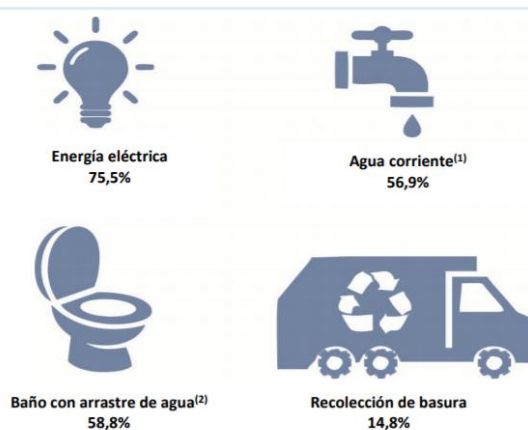 Energía eléctrica
75,5%
Agua corriente(1)
56,9%
Baño con arrastre de agua(2)
58,8%
Recolección de basura
14,8%